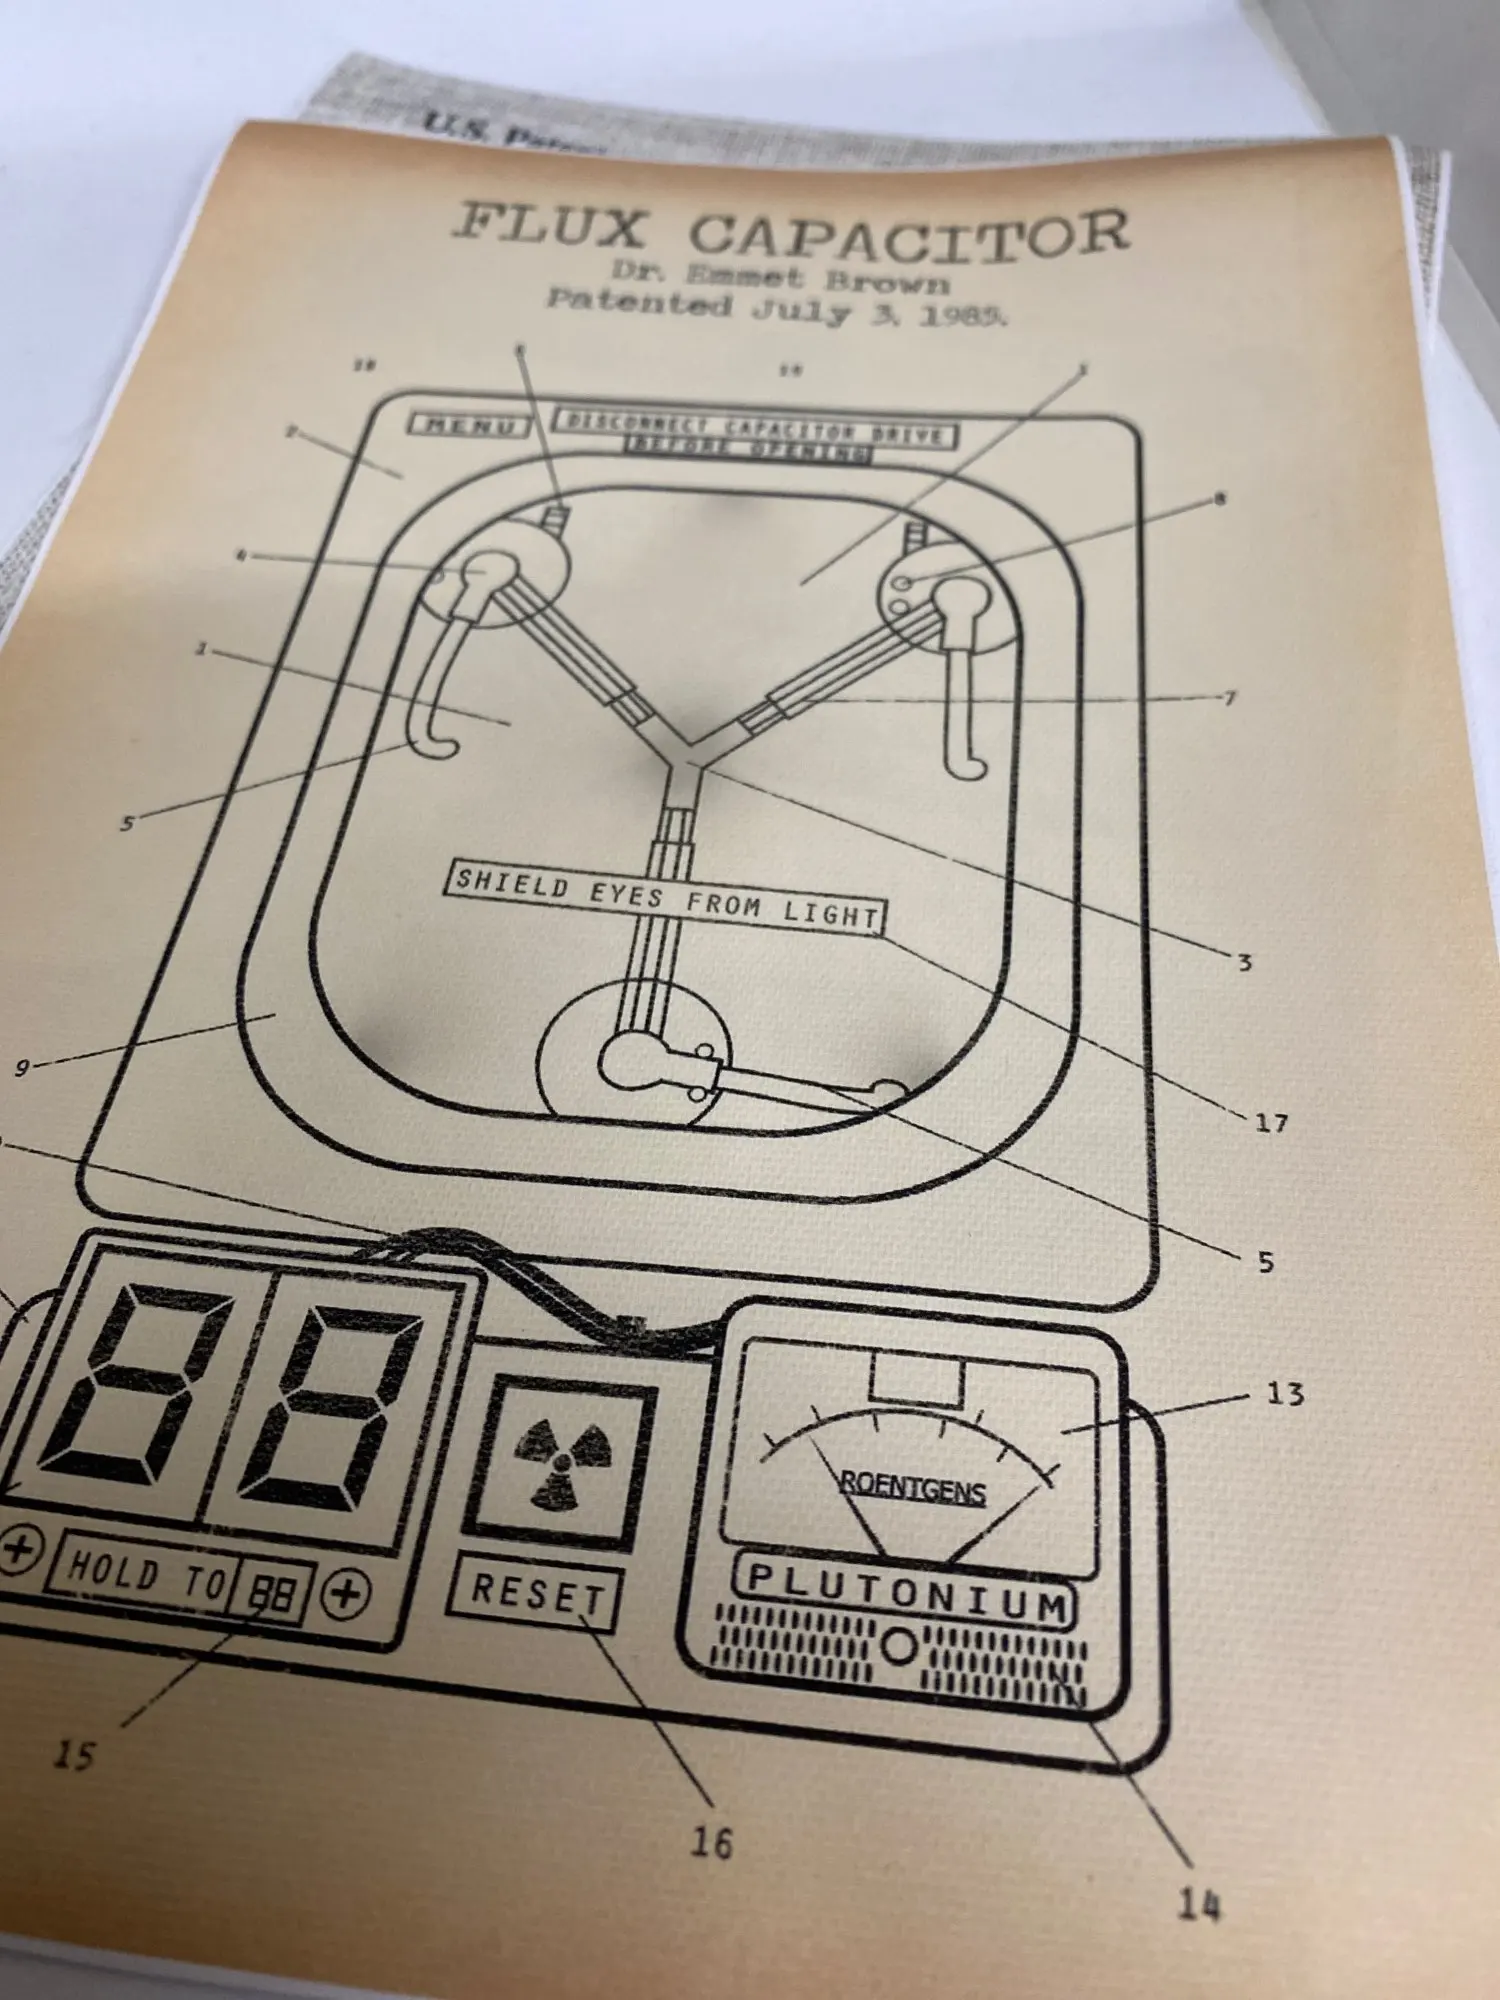 U.S. Patent
FLUX CAPACITOR
Dr. Emmet Brown
Patented July 3, 1985.
MENU
DISCONNECT CAPACITOR DRIVE
BEFORE OPENING
2
8
4
1
7
5
SHIELD EYES FROM LIGHT
3
9
17
5
88
13
ROENTGENS
HOLD TO 88
RESET
PLUTONIUM
15
16
14